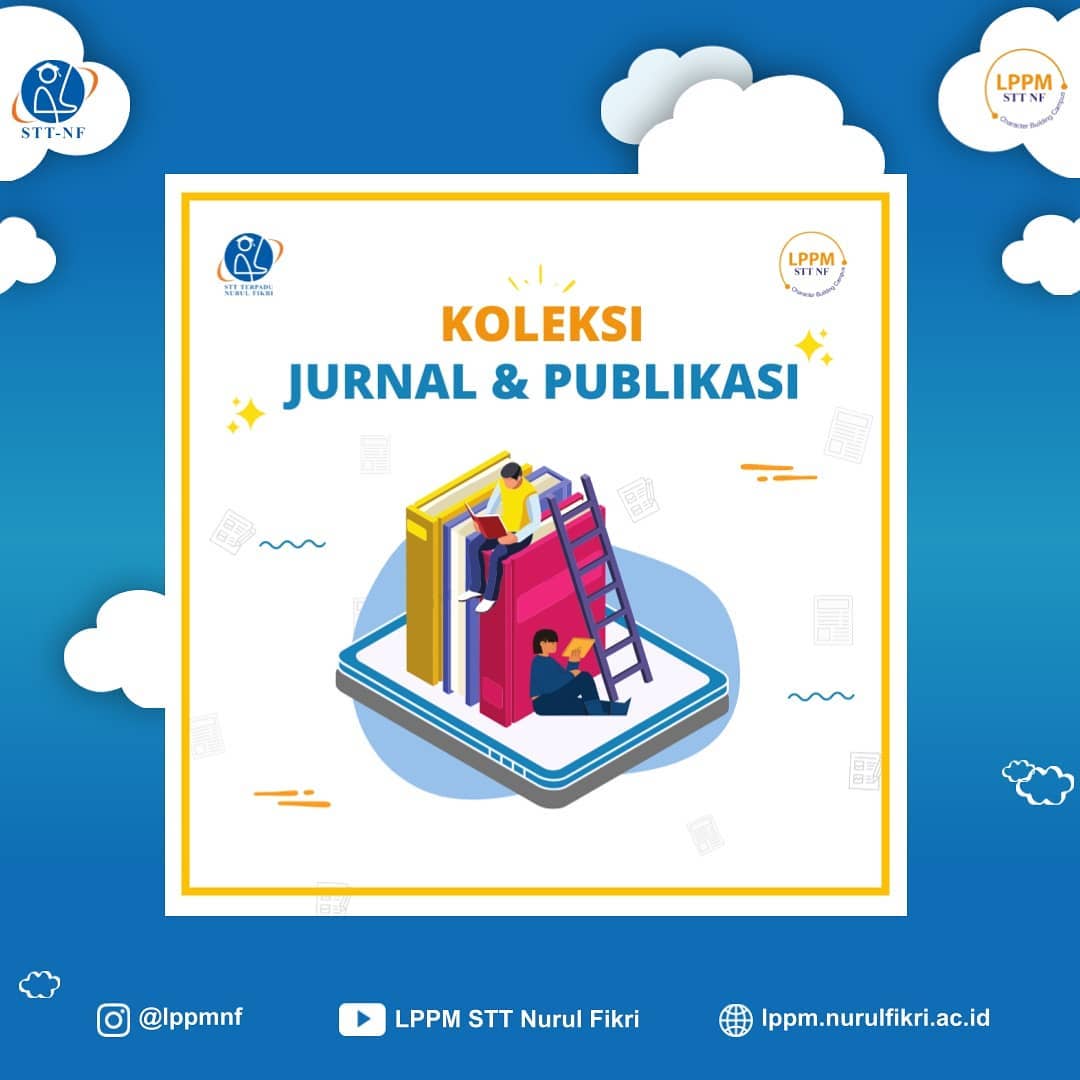 STT-NF
LPPM
STT NF
Character Building Campus
STT TERPADU
NURUL FIKRI
LPPM
STT NF
Character Building Campus
KOLEKSI
JURNAL & PUBLIKASI
@lppmnf
LPPM STT Nurul Fikri
lppm.nurulfikri.ac.id